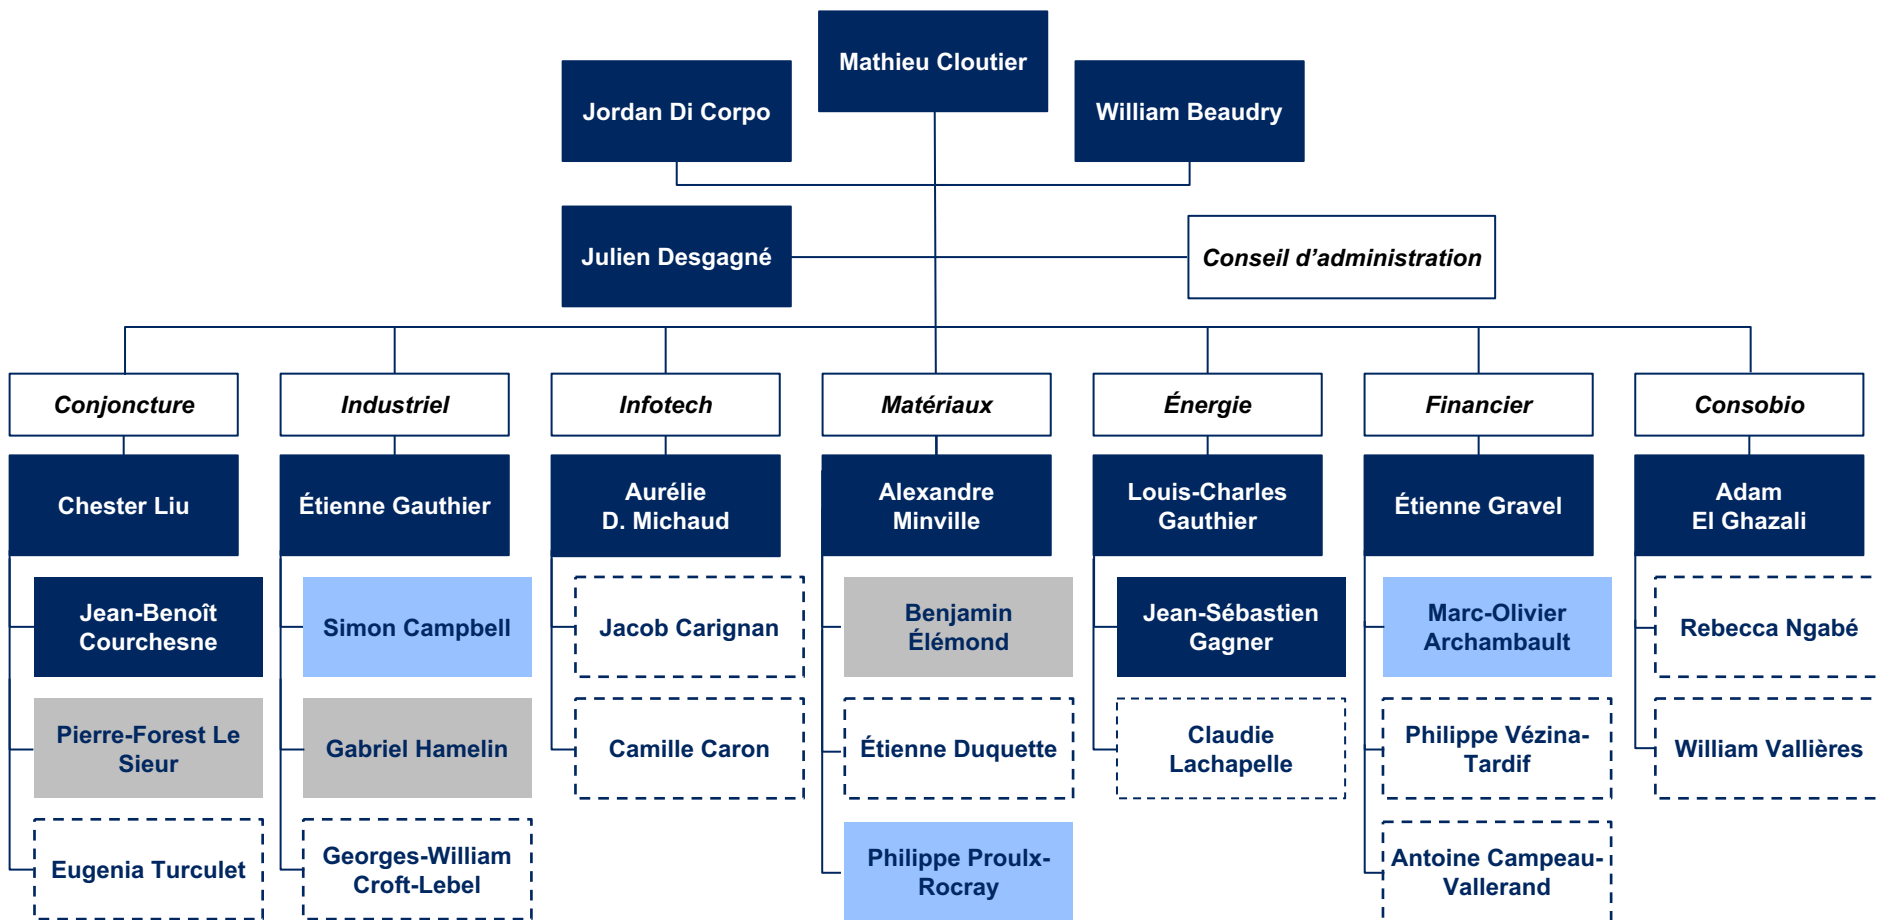 Mathieu Cloutier
Jordan Di Corpo
William Beaudry
Julien Desgagné
Conseil d'administration
Conjoncture
Industriel
Infotech
Matériaux
Énergie
Financier
Consobio
Chester Liu
Étienne Gauthier
Aurélie
D. Michaud
Alexandre
Minville
Louis-Charles
Gauthier
Étienne Gravel
Adam
El Ghazali
Jean-Benoît
Courchesne
Simon Campbell
Jacob Carignan
Benjamin
Élémond
Jean-Sébastien
Gagner
Marc-Olivier
Archambault
Rebecca Ngabé
Pierre-Forest Le
Sieur
Gabriel Hamelin
Camille Caron
Étienne Duquette
Claudie
Lachapelle
Philippe Vézina-
Tardif
William Vallières
Eugenia Turculet
Georges-William
Croft-Lebel
Philippe Proulx-
Rocray
Antoine Campeau-
Vallerand